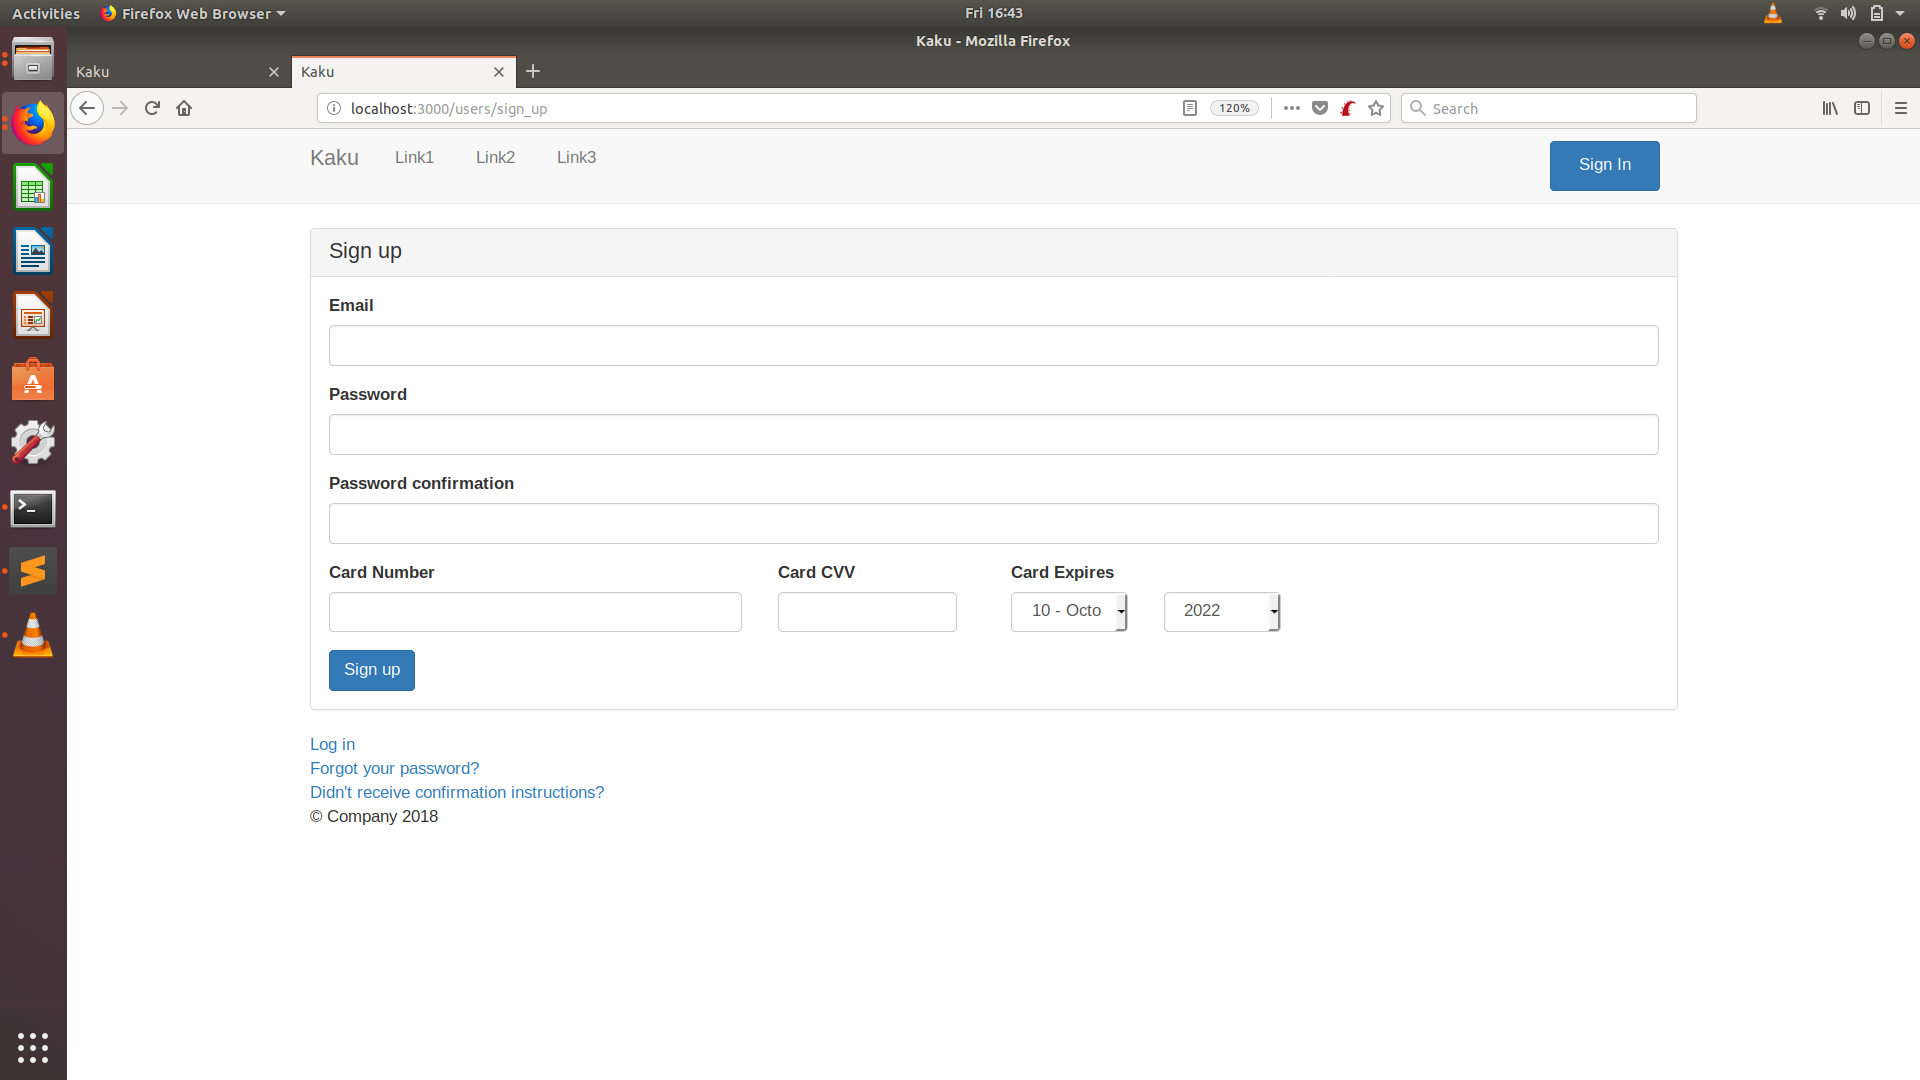 Activities Firefox Web Browser Fri 16:43
Kaku - Mozilla Firefox
Kaku Kaku
localhost:3000/users/sign_up 120% Search
Kaku Link1 Link2 Link3 Sign In
Sign up
Email
Password
Password confirmation
Card Number Card CVV Card Expires
10 - Octo 2022
Sign up
Log in
Forgot your password?
Didn't receive confirmation instructions?
© Company 2018